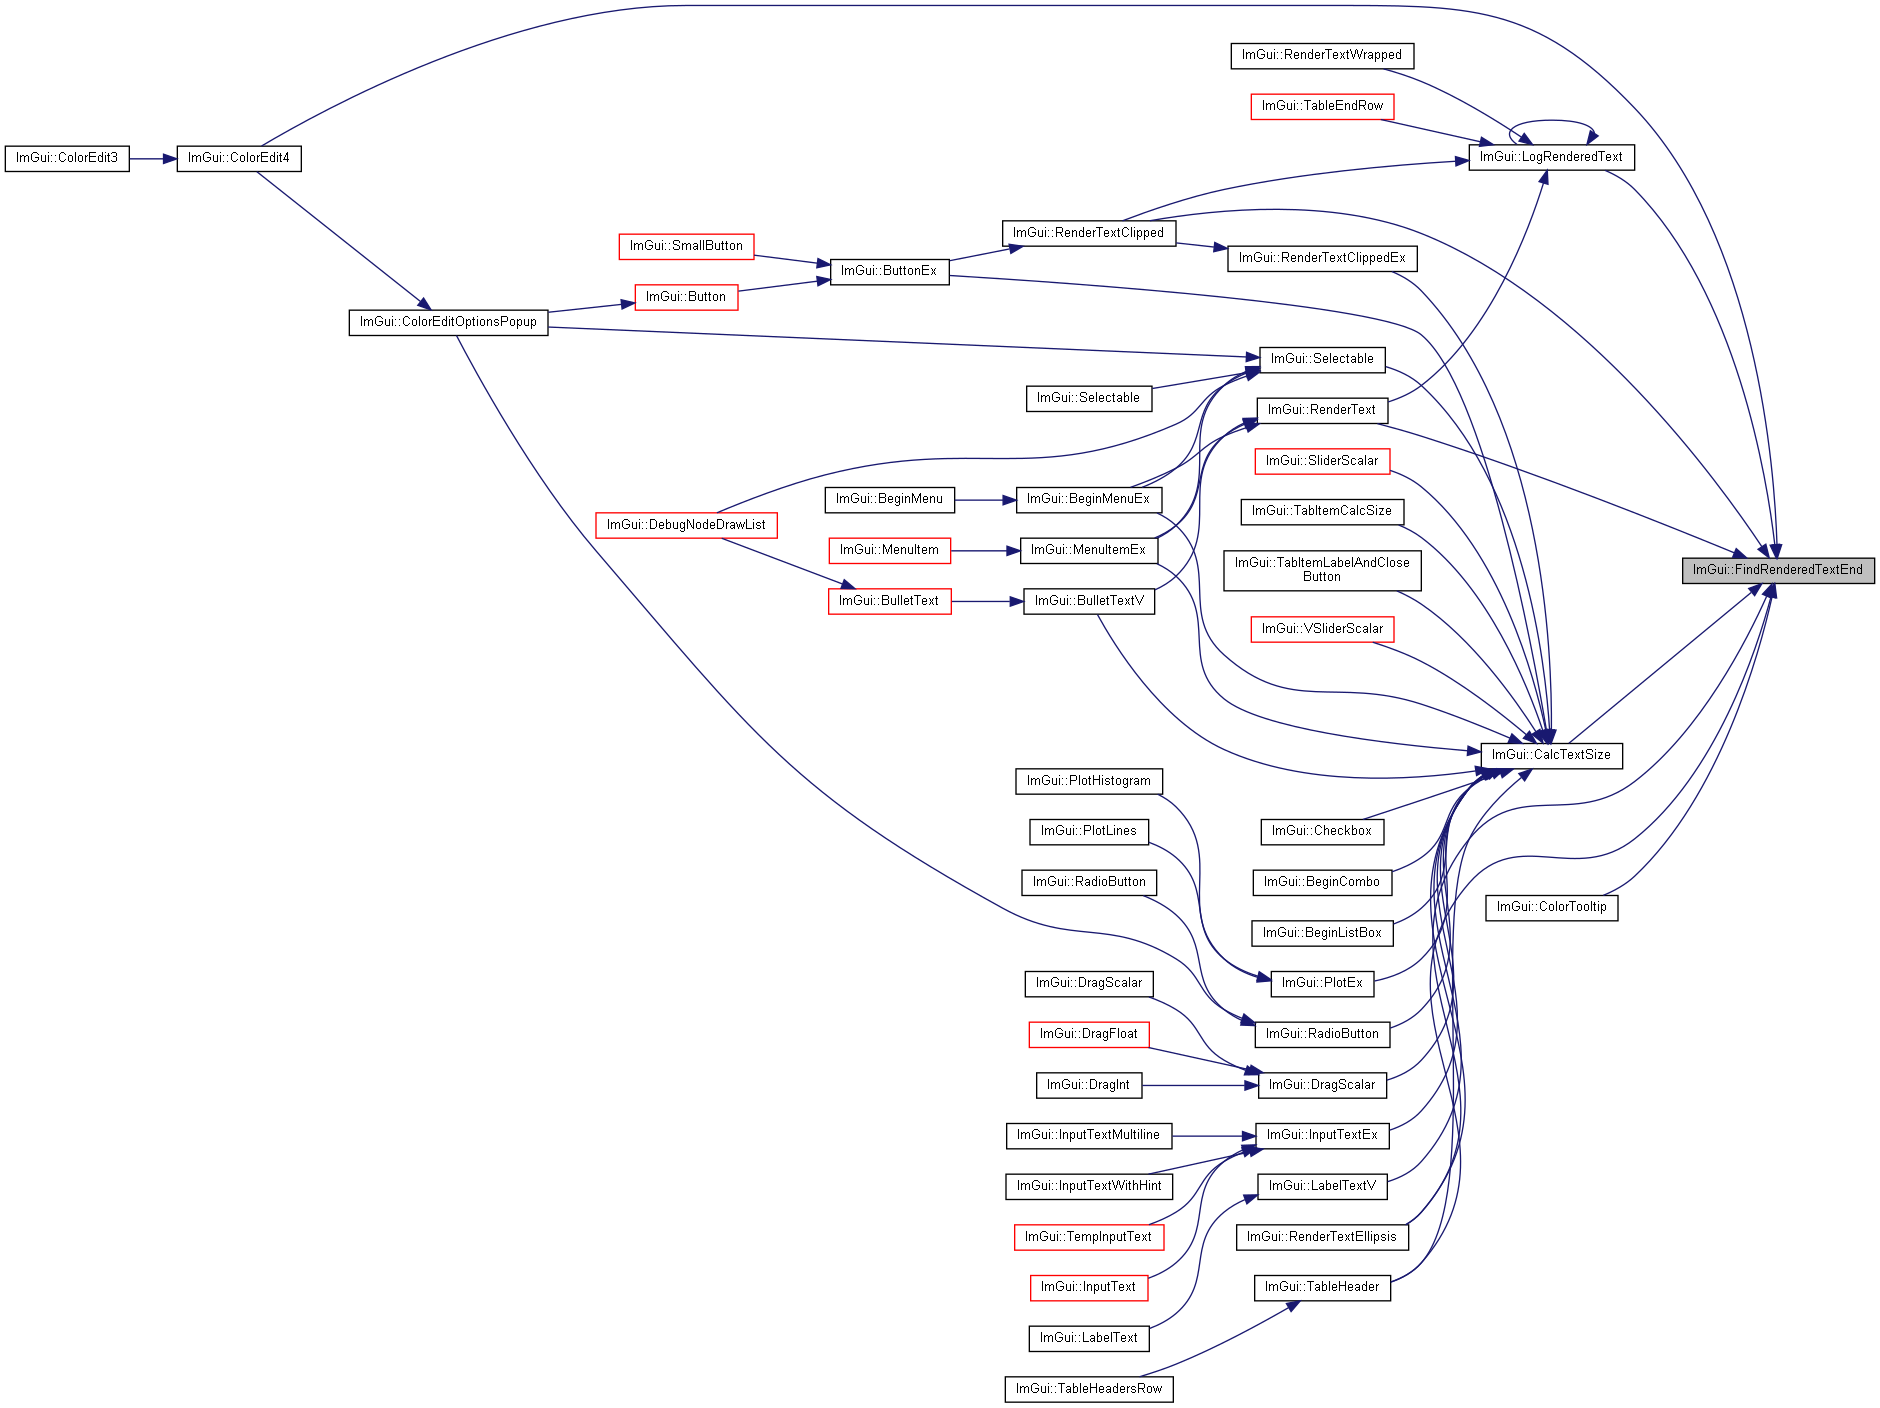 ImGui::RenderTextWrapped
ImGui::TableEndRow
ImGui::ColorEdit3
ImGui::ColorEdit4
ImGui::LogRenderedText
ImGui::RenderTextClipped
ImGui::SmallButton
ImGui::RenderTextClippedEx
ImGui::ButtonEx
ImGui::Button
ImGui::ColorEditOptionsPopup
ImGui::Selectable
ImGui::Selectable
ImGui::RenderText
ImGui::SliderScalar
ImGui::BeginMenu
ImGui::BeginMenuEx
ImGui::TabItemCalcSize
ImGui::DebugNodeDrawList
ImGui::MenuItem
ImGui::MenuItemEx
ImGui::TabItemLabelAndClose
Button
ImGui::FindRenderedTextEnd
ImGui::BulletText
ImGui::BulletTextV
ImGui::VSliderScalar
ImGui::CalcTextSize
ImGui::PlotHistogram
ImGui::PlotLines
ImGui::Checkbox
ImGui::RadioButton
ImGui::BeginCombo
ImGui::ColorTooltip
ImGui::BeginListBox
ImGui::DragScalar
ImGui::PlotEx
ImGui::DragFloat
ImGui::RadioButton
ImGui::DragInt
ImGui::DragScalar
ImGui::InputTextMultiline
ImGui::InputTextEx
ImGui::InputTextWithHint
ImGui::LabelTextV
ImGui::TempInputText
ImGui::RenderTextEllipsis
ImGui::InputText
ImGui::TableHeader
ImGui::LabelText
ImGui::TableHeadersRow